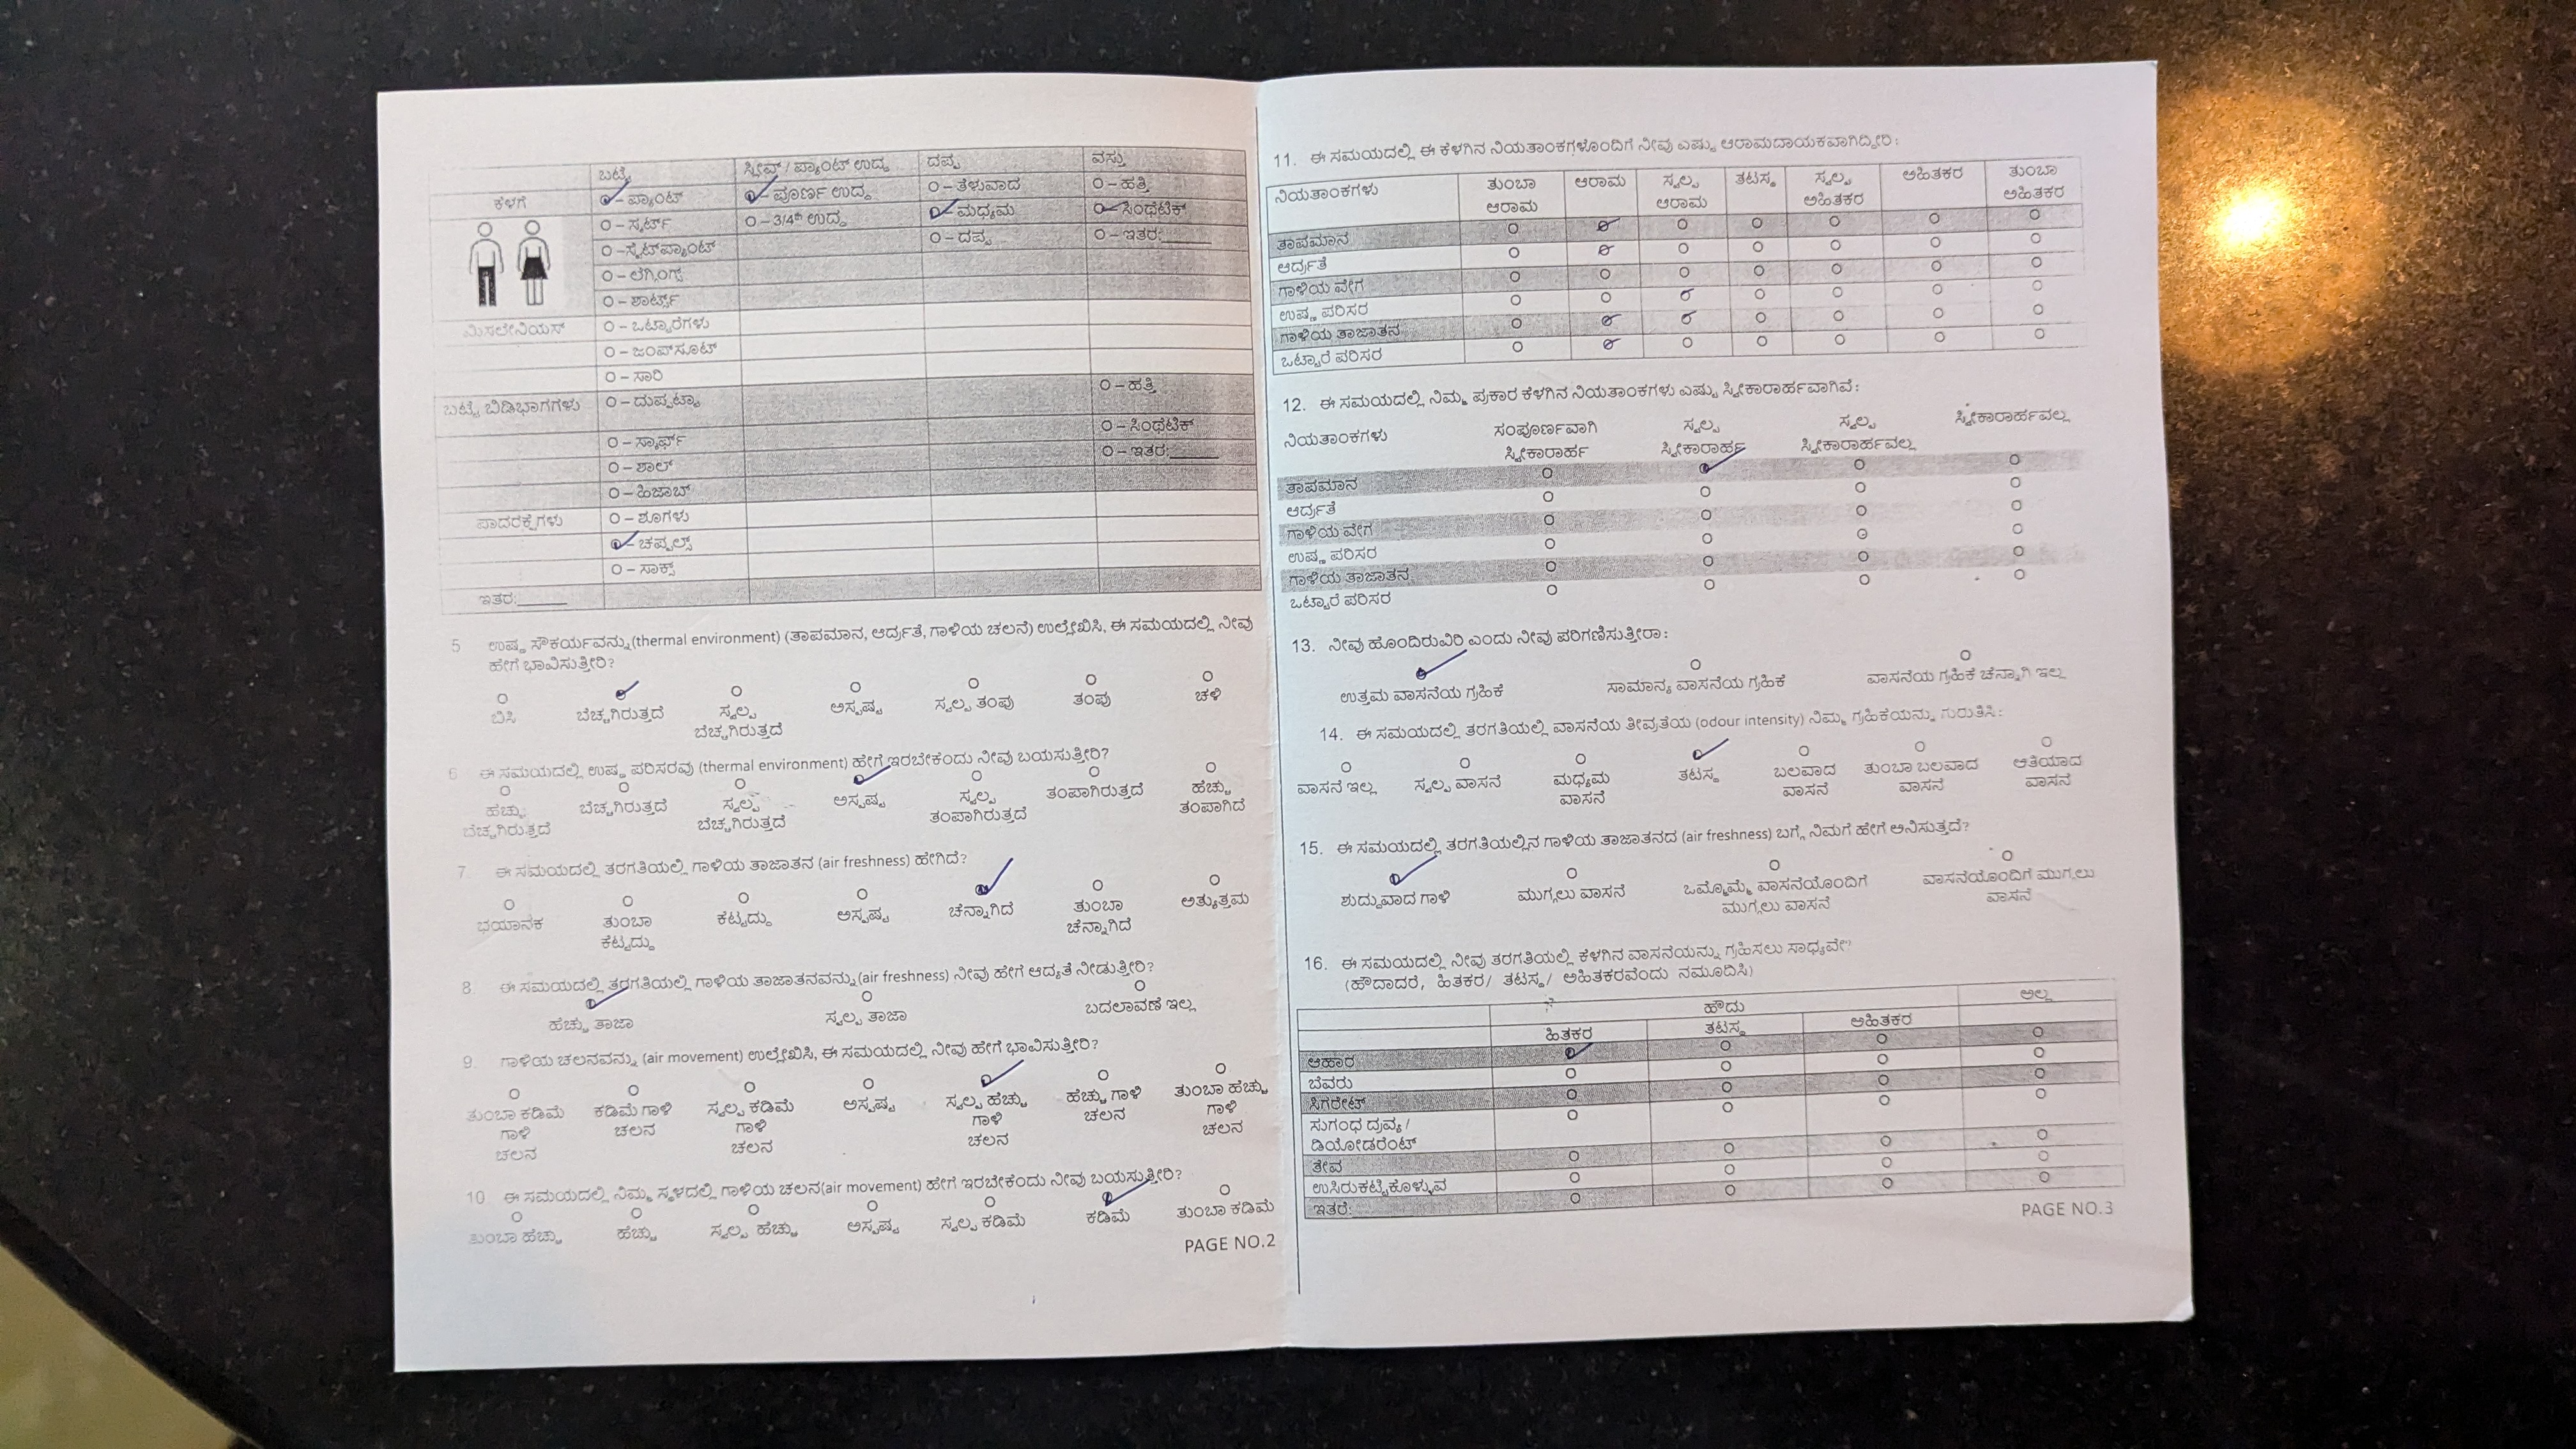 ಬಟ್ಟೆ ಸ್ಲೀವ್ / ಪ್ಯಾಂಟ್ ಉದ್ದ ದಪ್ಪ ವಸ್ತು
ಕೆಳಗೆ O – ಪ್ಯಾಂಟ್ O – ಪೂರ್ಣ ಉದ್ದ O – ತೆಳುವಾದ O – ಹತ್ತಿ
O – ಸ್ಕರ್ಟ್ O – 3/4th ಉದ್ದ O – ಮಧ್ಯಮ O – ಸಿಂಥೆಟಿಕ್
O – ಸ್ವೆಟ್‌ಪ್ಯಾಂಟ್ O – ದಪ್ಪ O – ಇತರ:______
O – ಲೆಗ್ಗಿಂಗ್ಸ್
O – ಶಾರ್ಟ್ಸ್
ಮಿಸಲೇನಿಯಸ್ O – ಒಟ್ಟಾರೆಗಳು
O – ಜಂಪ್‌ಸೂಟ್
O – ಸಾರಿ
ಬಟ್ಟೆ ಬಿಡಿಭಾಗಗಳು O – ದುಪ್ಪಟ್ಟಾ O – ಹತ್ತಿ
O – ಸ್ಕಾರ್ಫ್ O – ಸಿಂಥೆಟಿಕ್
O – ಶಾಲ್ O – ಇತರ:______
O – ಹಿಜಾಬ್
ಪಾದರಕ್ಷೆಗಳು O – ಶೂಗಳು
O – ಚಪ್ಪಲ್ಸ್
O – ಸಾಕ್ಸ್
ಇತರ:______
5 ಉಷ್ಣ ಸೌಕರ್ಯವನ್ನು(thermal environment) (ತಾಪಮಾನ, ಆರ್ದ್ರತೆ, ಗಾಳಿಯ ಚಲನೆ) ಉಲ್ಲೇಖಿಸಿ, ಈ ಸಮಯದಲ್ಲಿ ನೀವು
ಹೇಗೆ ಭಾವಿಸುತ್ತೀರಿ?
O O O O O O O
ಬಿಸಿ ಬೆಚ್ಚಗಿರುತ್ತದೆ ಸ್ವಲ್ಪ ಅಸ್ಪಷ್ಟ ಸ್ವಲ್ಪ ತಂಪು ತಂಪು ಚಳಿ
ಬೆಚ್ಚಗಿರುತ್ತದೆ
6 ಈ ಸಮಯದಲ್ಲಿ ಉಷ್ಣ ಪರಿಸರವು (thermal environment) ಹೇಗೆ ಇರಬೇಕೆಂದು ನೀವು ಬಯಸುತ್ತೀರಿ?
O O O O O O O
ಹೆಚ್ಚು ಬೆಚ್ಚಗಿರುತ್ತದೆ ಸ್ವಲ್ಪ ಅಸ್ಪಷ್ಟ ಸ್ವಲ್ಪ ತಂಪಾಗಿರುತ್ತದೆ ಹೆಚ್ಚು
ಬೆಚ್ಚಗಿರುತ್ತದೆ ಬೆಚ್ಚಗಿರುತ್ತದೆ ತಂಪಾಗಿರುತ್ತದೆ ತಂಪಾಗಿದೆ
7 ಈ ಸಮಯದಲ್ಲಿ ತರಗತಿಯಲ್ಲಿ ಗಾಳಿಯ ತಾಜಾತನ (air freshness) ಹೇಗಿದೆ?
O O O O O O O
ಭಯಾನಕ ತುಂಬಾ ಕೆಟ್ಟದ್ದು ಅಸ್ಪಷ್ಟ ಚೆನ್ನಾಗಿದೆ ತುಂಬಾ ಅತ್ಯುತ್ತಮ
ಕೆಟ್ಟದ್ದು ಚೆನ್ನಾಗಿದೆ
8. ಈ ಸಮಯದಲ್ಲಿ ತರಗತಿಯಲ್ಲಿ ಗಾಳಿಯ ತಾಜಾತನವನ್ನು(air freshness) ನೀವು ಹೇಗೆ ಆದ್ಯತೆ ನೀಡುತ್ತೀರಿ?
O O O
ಹೆಚ್ಚು ತಾಜಾ ಸ್ವಲ್ಪ ತಾಜಾ ಬದಲಾವಣೆ ಇಲ್ಲ
9. ಗಾಳಿಯ ಚಲನವನ್ನು (air movement) ಉಲ್ಲೇಖಿಸಿ, ಈ ಸಮಯದಲ್ಲಿ ನೀವು ಹೇಗೆ ಭಾವಿಸುತ್ತೀರಿ?
O O O O O O O
ತುಂಬಾ ಕಡಿಮೆ ಕಡಿಮೆ ಗಾಳಿ ಸ್ವಲ್ಪ ಕಡಿಮೆ ಅಸ್ಪಷ್ಟ ಸ್ವಲ್ಪ ಹೆಚ್ಚು ಹೆಚ್ಚು ಗಾಳಿ ತುಂಬಾ ಹೆಚ್ಚು
ಗಾಳಿ ಚಲನ ಗಾಳಿ ಗಾಳಿ ಚಲನ ಗಾಳಿ
ಚಲನ ಚಲನ ಚಲನ ಚಲನ
10. ಈ ಸಮಯದಲ್ಲಿ ನಿಮ್ಮ ಸ್ಥಳದಲ್ಲಿ ಗಾಳಿಯ ಚಲನ(air movement) ಹೇಗೆ ಇರಬೇಕೆಂದು ನೀವು ಬಯಸುತ್ತೀರಿ?
O O O O O O O
ತುಂಬಾ ಹೆಚ್ಚು ಹೆಚ್ಚು ಸ್ವಲ್ಪ ಹೆಚ್ಚು ಅಸ್ಪಷ್ಟ ಸ್ವಲ್ಪ ಕಡಿಮೆ ಕಡಿಮೆ ತುಂಬಾ ಕಡಿಮೆ
PAGE NO.2
11. ಈ ಸಮಯದಲ್ಲಿ ಈ ಕೆಳಗಿನ ನಿಯತಾಂಕಗಳೊಂದಿಗೆ ನೀವು ಎಷ್ಟು ಆರಾಮದಾಯಕವಾಗಿದ್ದೀರಿ:
ನಿಯತಾಂಕಗಳು ತುಂಬಾ ಆರಾಮ ಸ್ವಲ್ಪ ತಟಸ್ಥ ಸ್ವಲ್ಪ ಅಹಿತಕರ ತುಂಬಾ
ಆರಾಮ ಆರಾಮ ಅಹಿತಕರ ಅಹಿತಕರ
ತಾಪಮಾನ O O O O O O O
ಆರ್ದ್ರತೆ O O O O O O O
ಗಾಳಿಯ ವೇಗ O O O O O O O
ಉಷ್ಣ ಪರಿಸರ O O O O O O O
ಗಾಳಿಯ ತಾಜಾತನ O O O O O O O
ಒಟ್ಟಾರೆ ಪರಿಸರ O O O O O O O
12. ಈ ಸಮಯದಲ್ಲಿ ನಿಮ್ಮ ಪ್ರಕಾರ ಕೆಳಗಿನ ನಿಯತಾಂಕಗಳು ಎಷ್ಟು ಸ್ವೀಕಾರಾರ್ಹವಾಗಿವೆ:
ನಿಯತಾಂಕಗಳು ಸಂಪೂರ್ಣವಾಗಿ ಸ್ವಲ್ಪ ಸ್ವಲ್ಪ ಸ್ವೀಕಾರಾರ್ಹವಲ್ಲ
ಸ್ವೀಕಾರಾರ್ಹ ಸ್ವೀಕಾರಾರ್ಹ ಸ್ವೀಕಾರಾರ್ಹವಲ್ಲ
ತಾಪಮಾನ O O O O
ಆರ್ದ್ರತೆ O O O O
ಗಾಳಿಯ ವೇಗ O O O O
ಉಷ್ಣ ಪರಿಸರ O O O O
ಗಾಳಿಯ ತಾಜಾತನ O O O O
ಒಟ್ಟಾರೆ ಪರಿಸರ O O O O
13. ನೀವು ಹೊಂದಿರುವಿರಿ ಎಂದು ನೀವು ಪರಿಗಣಿಸುತ್ತೀರಾ:
O O O
ಉತ್ತಮ ವಾಸನೆಯ ಗ್ರಹಿಕೆ ಸಾಮಾನ್ಯ ವಾಸನೆಯ ಗ್ರಹಿಕೆ ವಾಸನೆಯ ಗ್ರಹಿಕೆ ಚೆನ್ನಾಗಿ ಇಲ್ಲ
14. ಈ ಸಮಯದಲ್ಲಿ ತರಗತಿಯಲ್ಲಿ ವಾಸನೆಯ ತೀವ್ರತೆಯ (odour intensity) ನಿಮ್ಮ ಗ್ರಹಿಕೆಯನ್ನು ಗುರುತಿಸಿ:
O O O O O O O
ವಾಸನೆ ಇಲ್ಲ ಸ್ವಲ್ಪ ವಾಸನೆ ಮಧ್ಯಮ ತಟಸ್ಥ ಬಲವಾದ ತುಂಬಾ ಬಲವಾದ ಅತಿಯಾದ
ವಾಸನೆ ವಾಸನೆ ವಾಸನೆ ವಾಸನೆ
15. ಈ ಸಮಯದಲ್ಲಿ ತರಗತಿಯಲ್ಲಿನ ಗಾಳಿಯ ತಾಜಾತನದ (air freshness) ಬಗ್ಗೆ ನಿಮಗೆ ಹೇಗೆ ಅನಿಸುತ್ತದೆ?
O O O O
ಶುದ್ಧವಾದ ಗಾಳಿ ಮುಗ್ಗಲು ವಾಸನೆ ಒಮ್ಮೊಮ್ಮೆ ವಾಸನೆಯೊಂದಿಗೆ ವಾಸನೆಯೊಂದಿಗೆ ಮುಗ್ಗಲು
ಮುಗ್ಗಲು ವಾಸನೆ ವಾಸನೆ
16. ಈ ಸಮಯದಲ್ಲಿ ನೀವು ತರಗತಿಯಲ್ಲಿ ಕೆಳಗಿನ ವಾಸನೆಯನ್ನು ಗ್ರಹಿಸಲು ಸಾಧ್ಯವೇ?
(ಹೌದಾದರೆ, ಹಿತಕರ/ ತಟಸ್ಥ/ ಅಹಿತಕರವೆಂದು ನಮೂದಿಸಿ)
ಹೌದು ಅಲ್ಲ
ಹಿತಕರ ತಟಸ್ಥ ಅಹಿತಕರ
ಆಹಾರ O O O O
ಬೆವರು O O O O
ಸಿಗರೇಟ್ O O O O
ಸುಗಂಧ ದ್ರವ್ಯ / O O O O
ಡಿಯೋಡರೆಂಟ್
ತೇವ O O O O
ಉಸಿರುಕಟ್ಟಿಕೊಳ್ಳುವ O O O O
ಇತರೆ: O O O O
PAGE NO.3